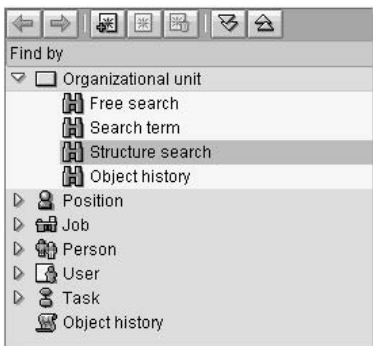 Find by
Organizational unit
Free search
Search term
Structure search
Object history
Position
Job
Person
User
Task
Object history